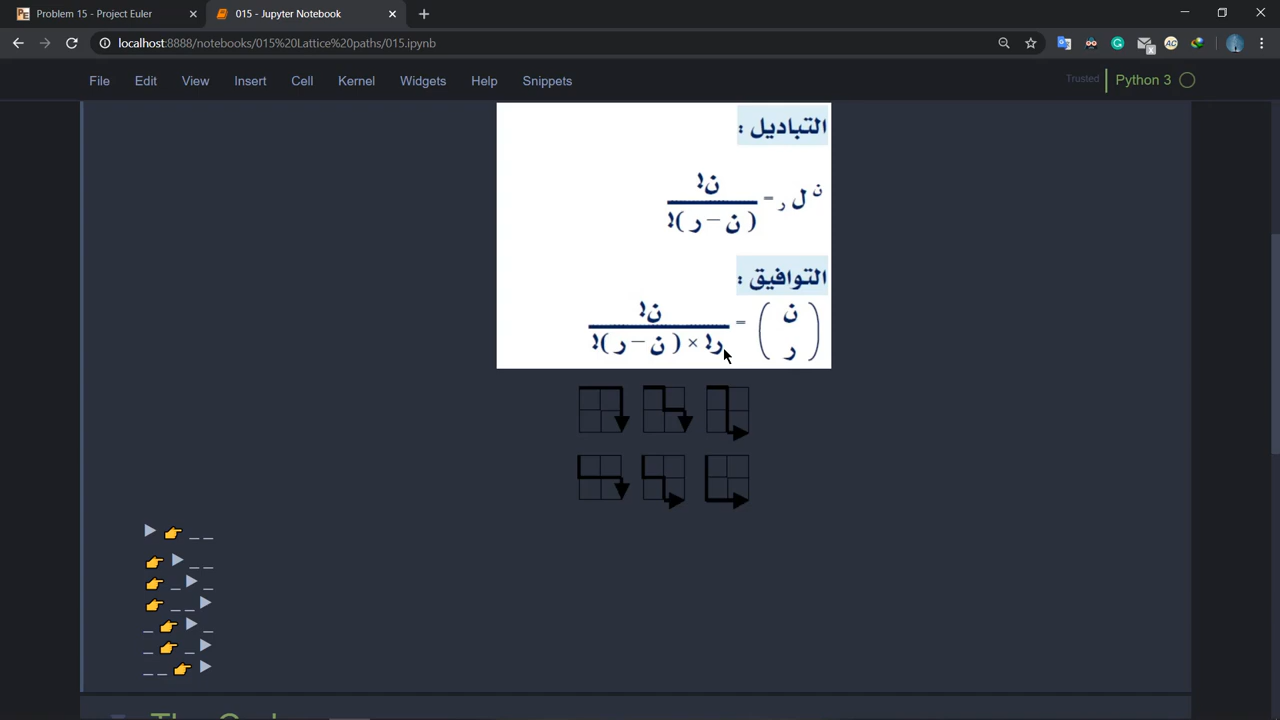 Problem 15 - Project Euler
015 - Jupyter Notebook
localhost:8888/notebooks/015%20Lattice%20paths/015.ipynb
File Edit View Insert Cell Kernel Widgets Help Snippets
Trusted
Python 3
التباديل :
ن ل ر = ن! / (ن – ر)!
التوافيق :
(ن ر) = ن! / ر! × (ن – ر)!